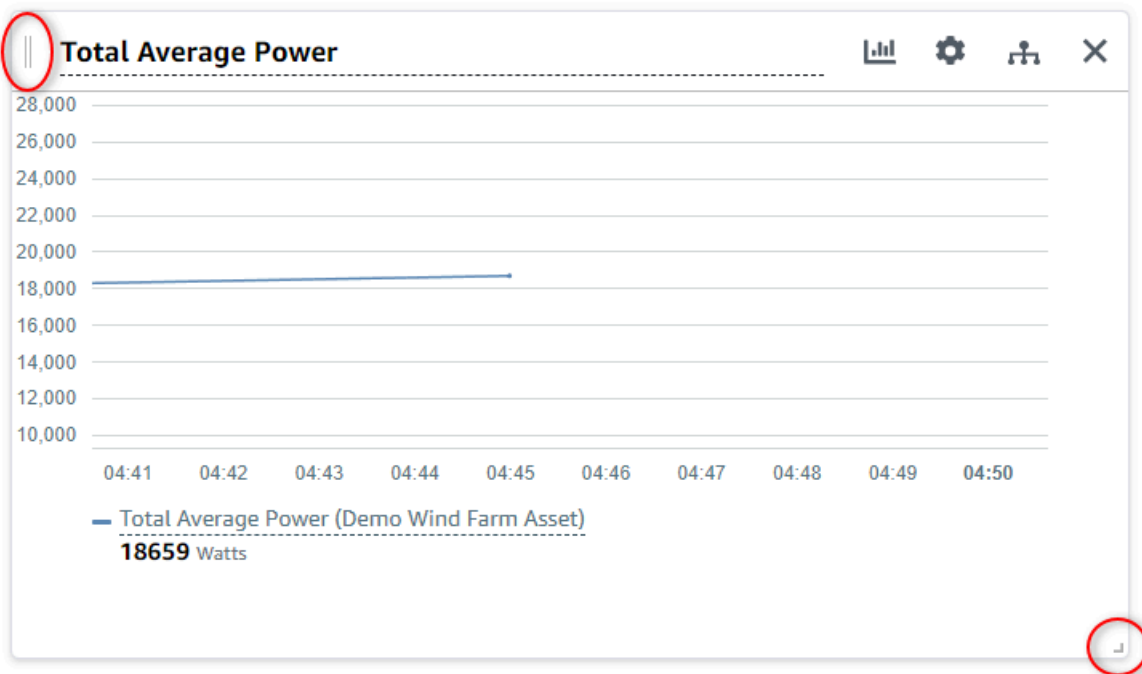 Total Average Power
28,000
26,000
24,000
22,000
20,000
18,000
16,000
14,000
12,000
10,000
04:41 04:42 04:43 04:44 04:45 04:46 04:47 04:48 04:49 04:50
Total Average Power (Demo Wind Farm Asset)
18659 Watts